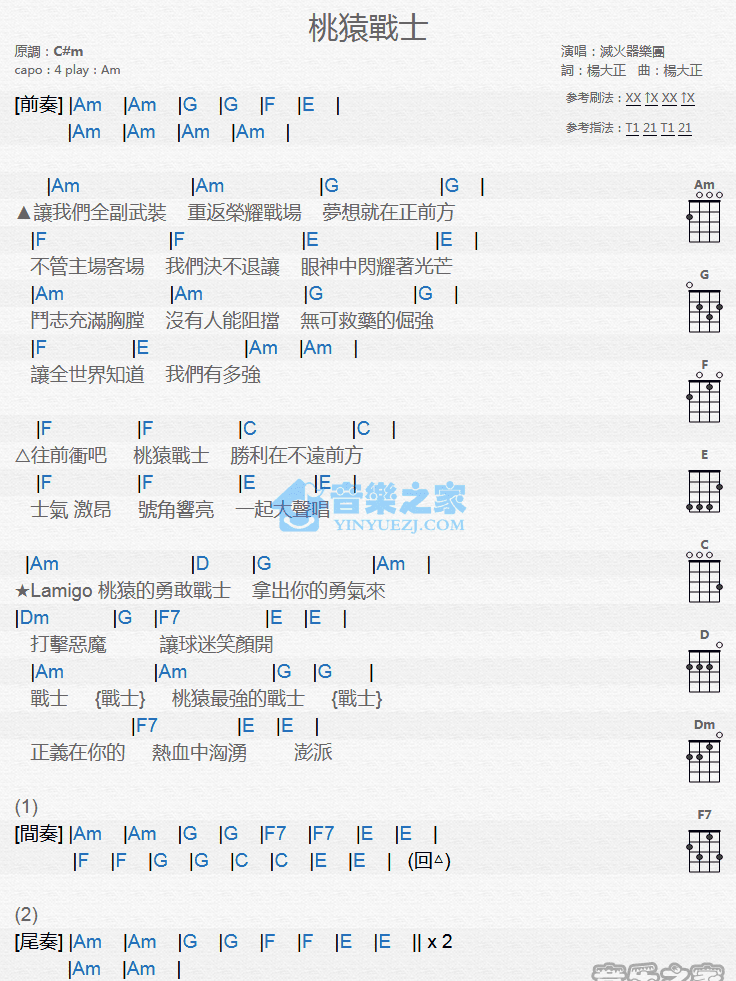 桃猿戰士
原調：C#m
capo：4 play：Am
演唱：滅火器樂團
詞：楊大正 曲：楊大正
參考刷法：XX ↑X XX ↑X
參考指法：T1 21 T1 21
[前奏] |Am |Am |G |G |F |E |
|Am |Am |Am |Am |
|Am |Am |G |G |
▲讓我們全副武裝 重返榮耀戰場 夢想就在正前方
|F |F |E |E |
不管主場客場 我們決不退讓 眼神中閃耀著光芒
|Am |Am |G |G |
鬥志充滿胸膛 沒有人能阻擋 無可救藥的倔強
|F |E |Am |Am |
讓全世界知道 我們有多強
|F |F |C |C |
△往前衝吧 桃猿戰士 勝利在不遠前方
|F |F |E |E |
士氣 激昂 號角響亮 一起大聲唱
音樂之家
YINYUEZJ.COM
|Am |D |G |Am |
★Lamigo 桃猿的勇敢戰士 拿出你的勇氣來
|Dm |G |F7 |E |E |
打擊惡魔 讓球迷笑顏開
|Am |Am |G |G |
戰士 {戰士} 桃猿最強的戰士 {戰士}
|F7 |E |E |
正義在你的 熱血中洶湧 澎派
(1)
[間奏] |Am |Am |G |G |F7 |F7 |E |E |
|F |F |G |G |C |C |E |E | (回△)
(2)
[尾奏] |Am |Am |G |G |F |F |E |E || x 2
|Am |Am |
Am
G
F
E
C
D
Dm
F7
音樂之家